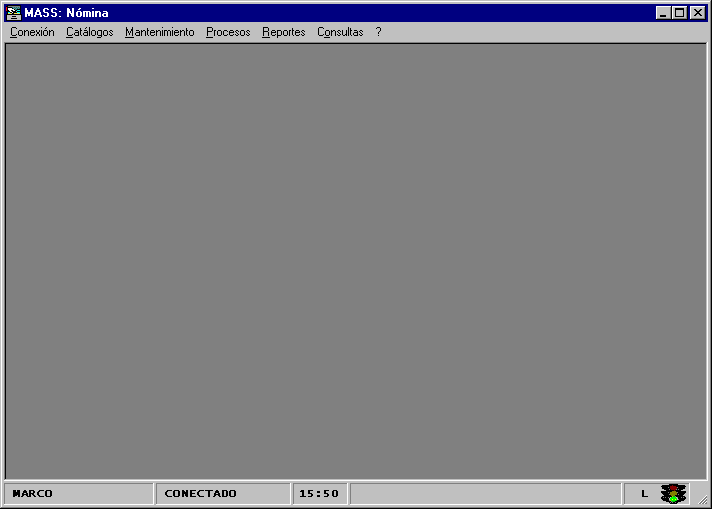 MASS: Nómina
Conexión Catálogos Mantenimiento Procesos Reportes Consultas ?
MARCO CONECTADO 15:50 L